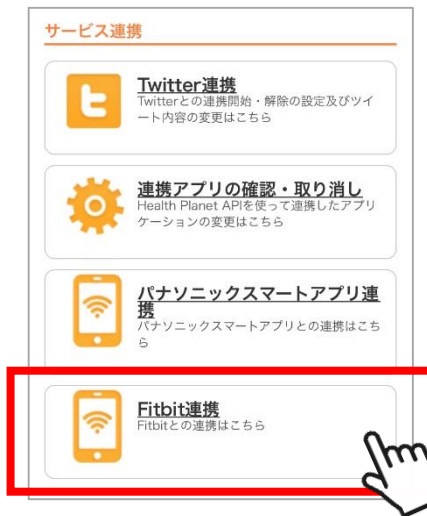 サービス連携
Twitter連携
Twitterとの連携開始・解除の設定及びツイ
ート内容の変更はこちら
連携アプリの確認・取り消し
Health Planet APIを使って連携したアプリ
ケーションの変更はこちら
パナソニックスマートアプリ連
携
パナソニックスマートアプリとの連携はこち
ら
Fitbit連携
Fitbitとの連携はこちら